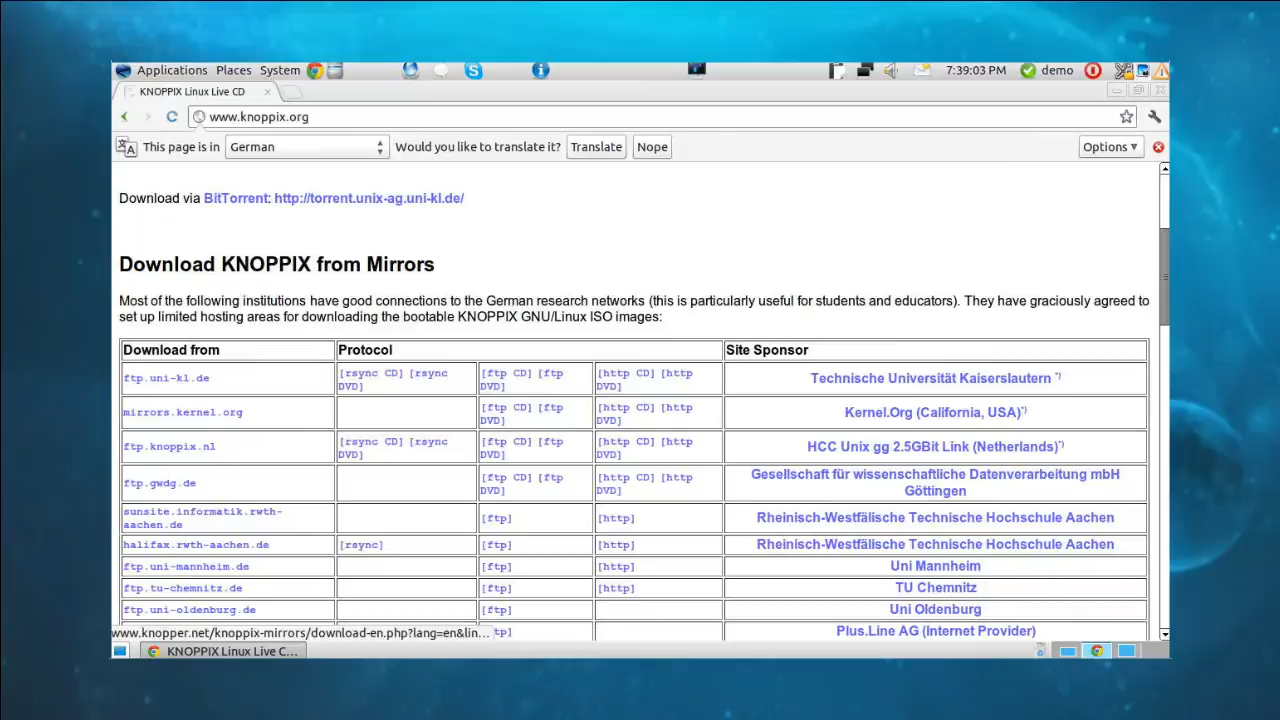 Applications Places System 7:39:03 PM demo
KNOPPIX Linux Live CD
www.knoppix.org
This page is in German Would you like to translate it? Translate Nope Options
Download via BitTorrent: http://torrent.unix-ag.uni-kl.de/
Download KNOPPIX from Mirrors
Most of the following institutions have good connections to the German research networks (this is particularly useful for students and educators). They have graciously agreed to
set up limited hosting areas for downloading the bootable KNOPPIX GNU/Linux ISO images:
Download from Protocol Site Sponsor
ftp.uni-kl.de [rsync CD] [rsync DVD] [ftp CD] [ftp DVD] [http CD] [http DVD] Technische Universität Kaiserslautern *)
mirrors.kernel.org [ftp CD] [ftp DVD] [http CD] [http DVD] Kernel.Org (California, USA)*)
ftp.knoppix.nl [rsync CD] [rsync DVD] [ftp CD] [ftp DVD] [http CD] [http DVD] HCC Unix gg 2.5GBit Link (Netherlands)*)
ftp.gwdg.de [ftp CD] [ftp DVD] [http CD] [http DVD] Gesellschaft für wissenschaftliche Datenverarbeitung mbH Göttingen
sunsite.informatik.rwth-aachen.de [ftp] [http] Rheinisch-Westfälische Technische Hochschule Aachen
halifax.rwth-aachen.de [rsync] [ftp] [http] Rheinisch-Westfälische Technische Hochschule Aachen
ftp.uni-mannheim.de [ftp] [http] Uni Mannheim
ftp.tu-chemnitz.de [ftp] [http] TU Chemnitz
ftp.uni-oldenburg.de [ftp] Uni Oldenburg
www.knopper.net/knoppix-mirrors/download-en.php?lang=en&lin... Plus.Line AG (Internet Provider)
KNOPPIX Linux Live C...